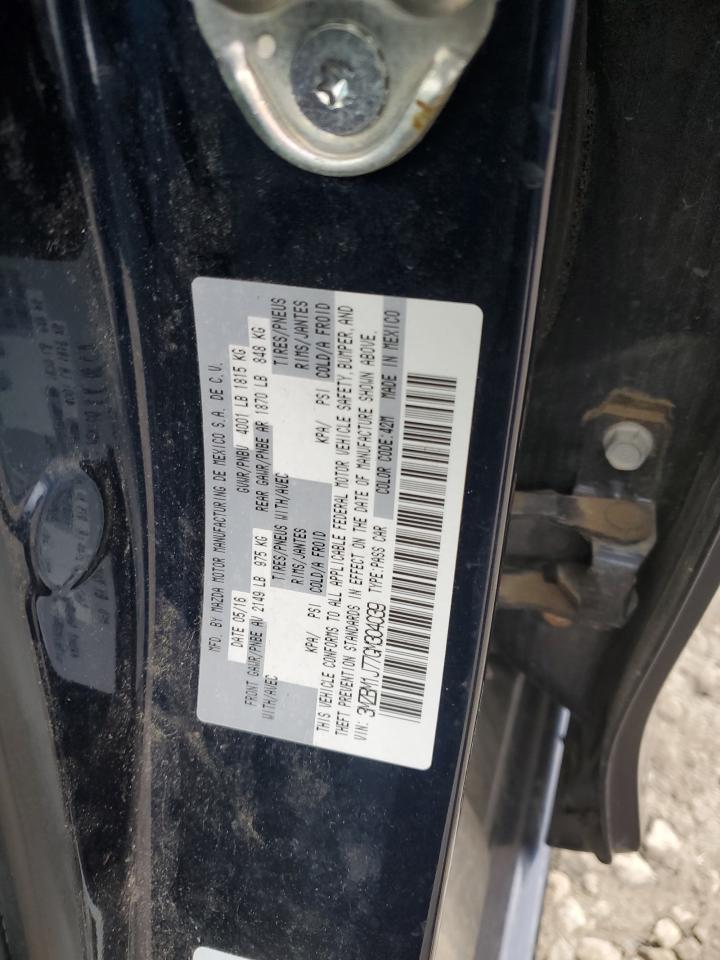 MFD. BY MAZDA MOTOR MANUFACTURING DE MEXICO S.A. DE C.V.
DATE 05/16 GVWR/PNBV 4001 LB 1815 KG
FRONT GAWR/PNBE AV 2149 LB 975 KG REAR GAWR/PNBE AR 1870 LB 848 KG
WITH/AVEC TIRES/PNEUS WITH/AVEC TIRES/PNEUS
RIMS/JANTES RIMS/JANTES
KPA/ PSI COLD/A FROID KPA/ PSI COLD/A FROID
THIS VEHICLE CONFORMS TO ALL APPLICABLE FEDERAL MOTOR VEHICLE SAFETY, BUMPER, AND
THEFT PREVENTION STANDARDS IN EFFECT ON THE DATE OF MANUFACTURE SHOWN ABOVE.
VIN: 3MZBM1J77GM304039 TYPE:PASS CAR COLOR CODE:42M MADE IN MEXICO